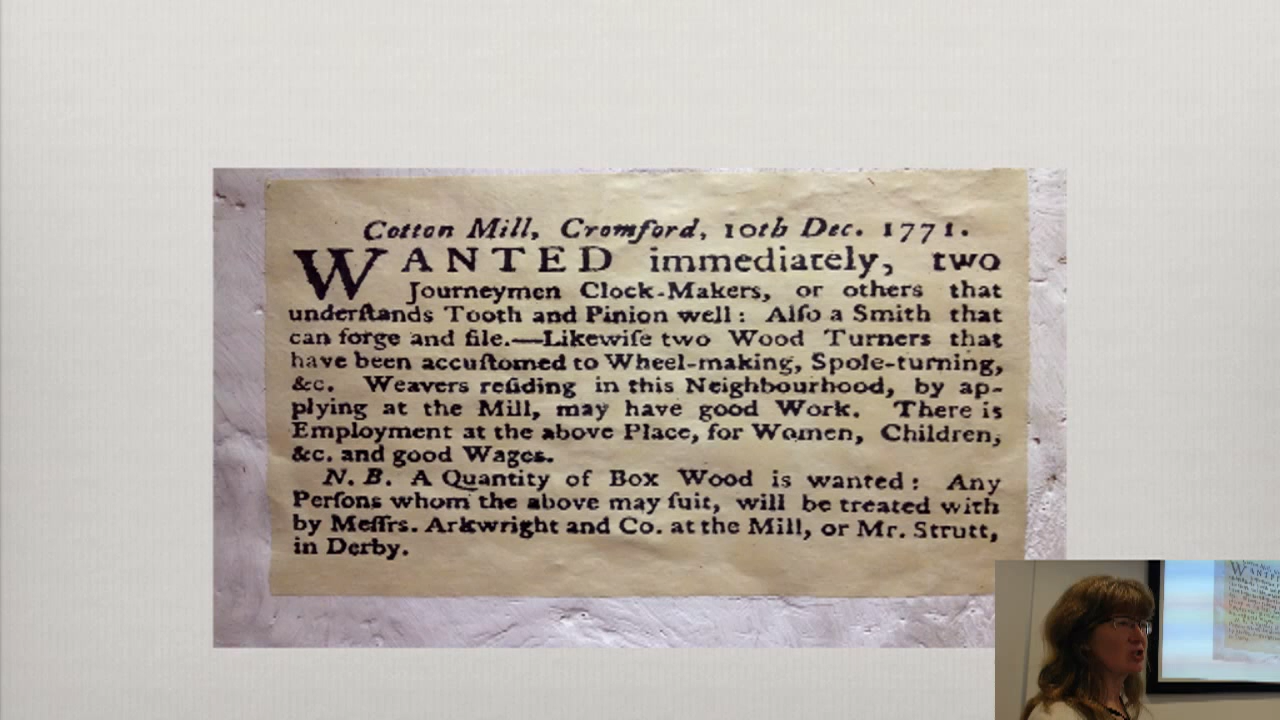 Cotton Mill, Cromford, 10th Dec. 1771.
WANTED immediately, two
Journeymen Clock-Makers, or others that
underſtands Tooth and Pinion well: Alſo a Smith that
can forge and file.—Likewiſe two Wood Turners that
have been accuſtomed to Wheel-making, Spole-turning,
&c. Weavers reſiding in this Neighbourhood, by ap-
plying at the Mill, may have good Work. There is
Employment at the above Place, for Women, Children,
&c. and good Wages.
N. B. A Quantity of Box Wood is wanted: Any
Perſons whom the above may ſuit, will be treated with
by Meſſrs. Arkwright and Co. at the Mill, or Mr. Strutt,
in Derby.